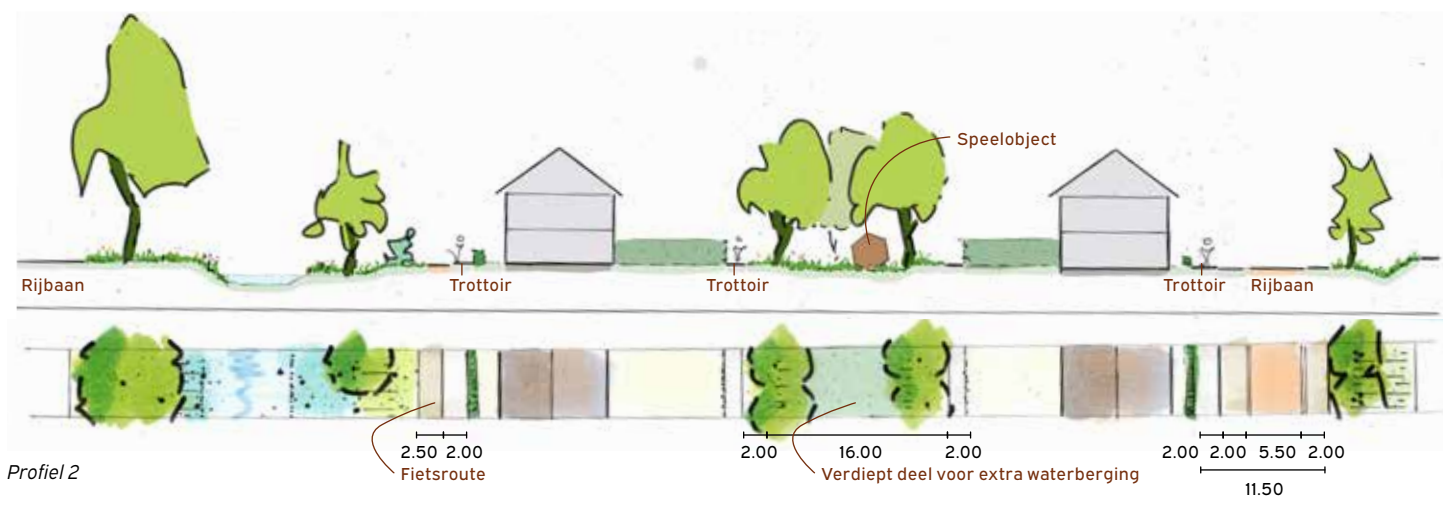 Speelobject
Rijbaan
Trottoir
Trottoir
Trottoir
Rijbaan
2.50 2.00
2.00 16.00 2.00
2.00 2.00 5.50 2.00
Profiel 2
Fietsroute
Verdiept deel voor extra waterberging
11.50